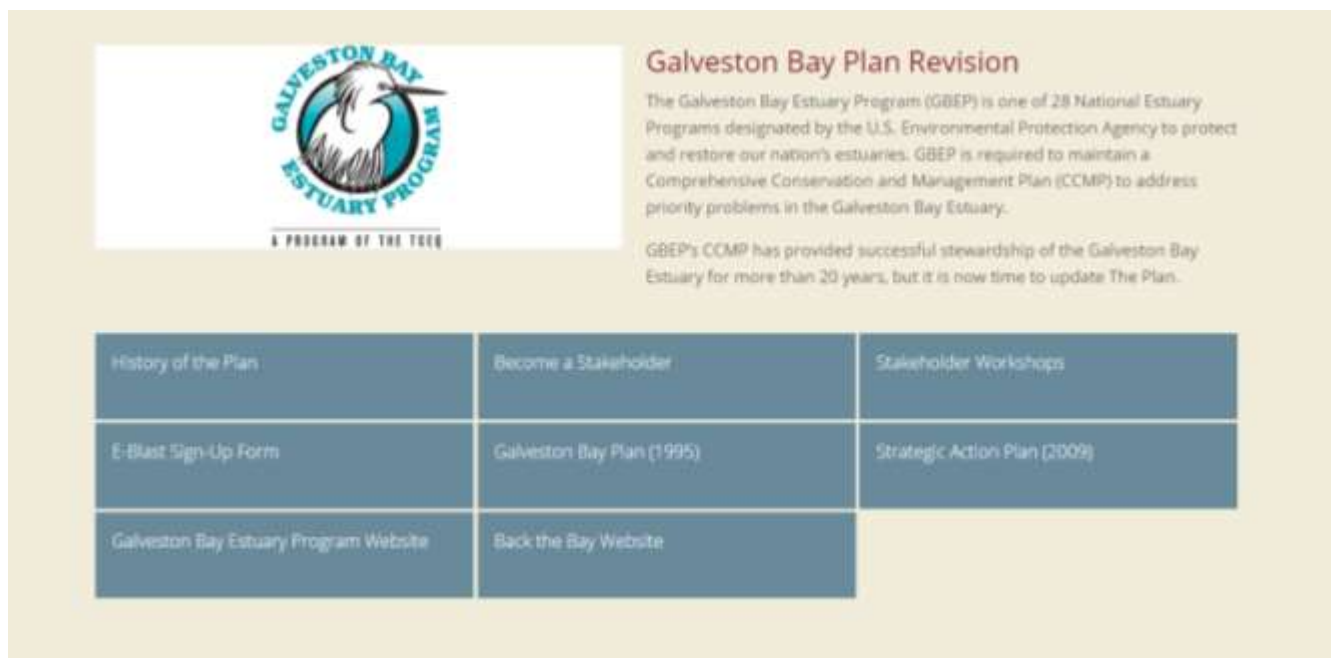 GALVESTON BAY
ESTUARY PROGRAM
A PROGRAM OF THE TCEQ
Galveston Bay Plan Revision
The Galveston Bay Estuary Program (GBEP) is one of 28 National Estuary
Programs designated by the U.S. Environmental Protection Agency to protect
and restore our nation's estuaries. GBEP is required to maintain a
Comprehensive Conservation and Management Plan (CCMP) to address
priority problems in the Galveston Bay Estuary.
GBEP's CCMP has provided successful stewardship of the Galveston Bay
Estuary for more than 20 years, but it is now time to update The Plan.
History of the Plan
Become a Stakeholder
Stakeholder Workshops
E-Blast Sign-Up Form
Galveston Bay Plan (1995)
Strategic Action Plan (2009)
Galveston Bay Estuary Program Website
Back the Bay Website